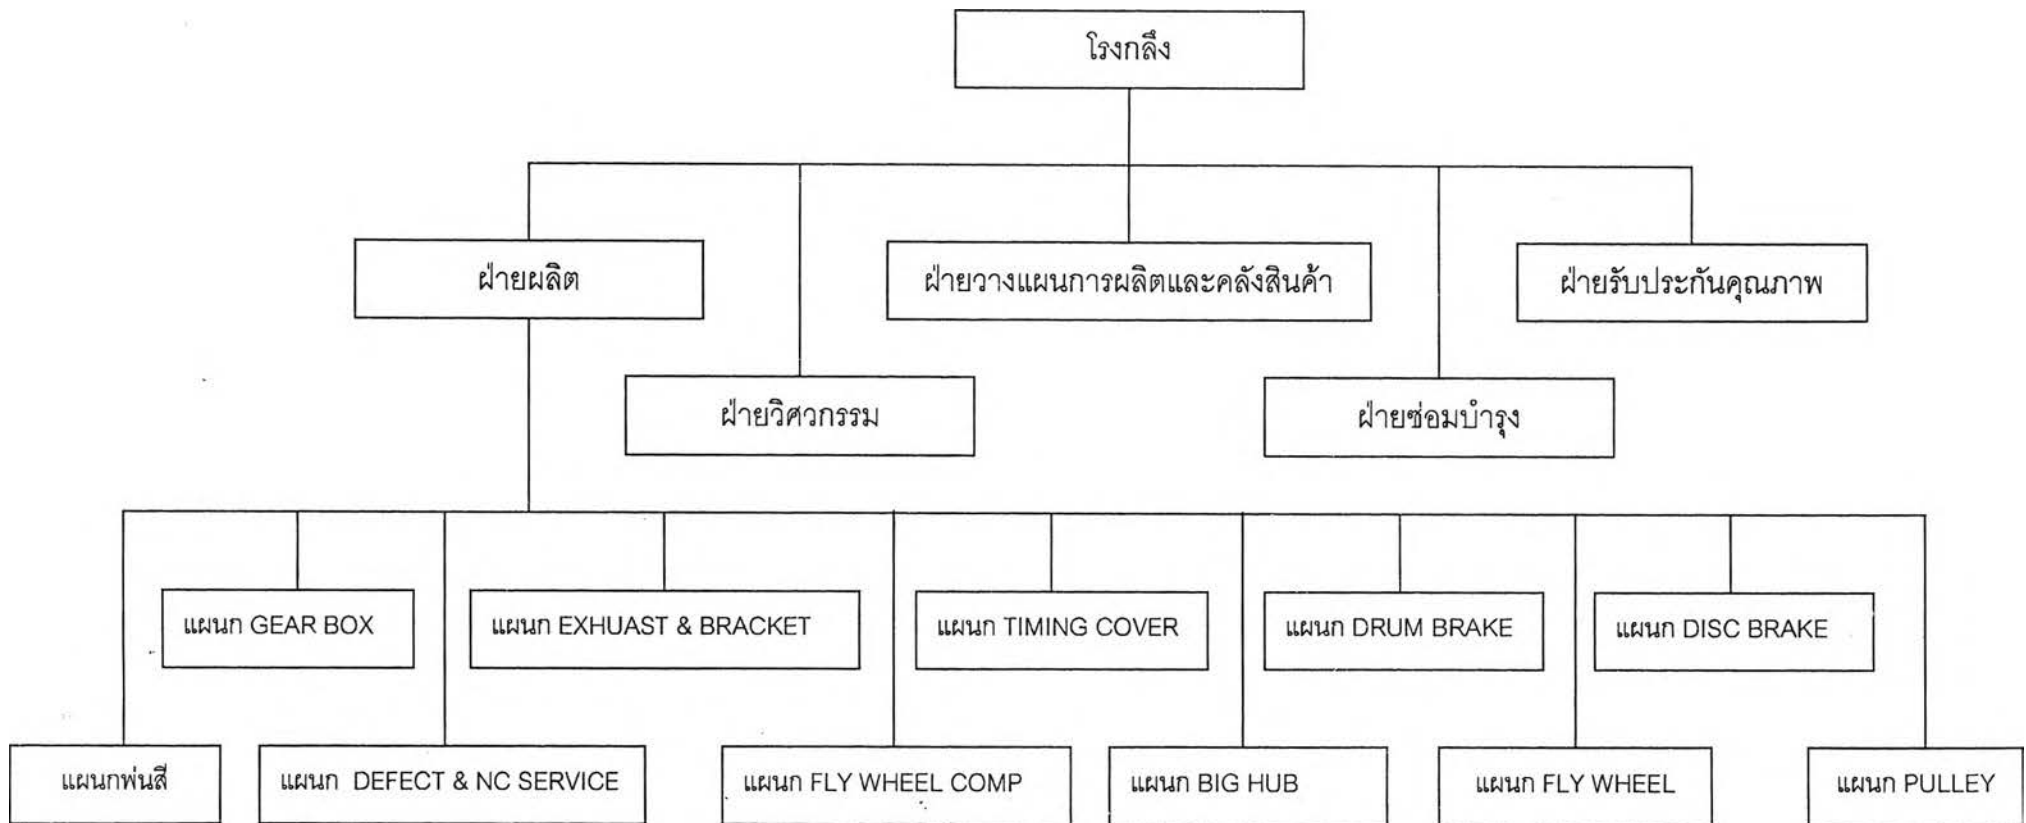 โรงกลึง
ฝ่ายผลิต
ฝ่ายวางแผนการผลิตและคลังสินค้า
ฝ่ายรับประกันคุณภาพ
ฝ่ายวิศวกรรม
ฝ่ายซ่อมบำรุง
แผนก GEAR BOX
แผนก EXHUAST & BRACKET
แผนก TIMING COVER
แผนก DRUM BRAKE
แผนก DISC BRAKE
แผนกพ่นสี
แผนก DEFECT & NC SERVICE
แผนก FLY WHEEL COMP
แผนก BIG HUB
แผนก FLY WHEEL
แผนก PULLEY